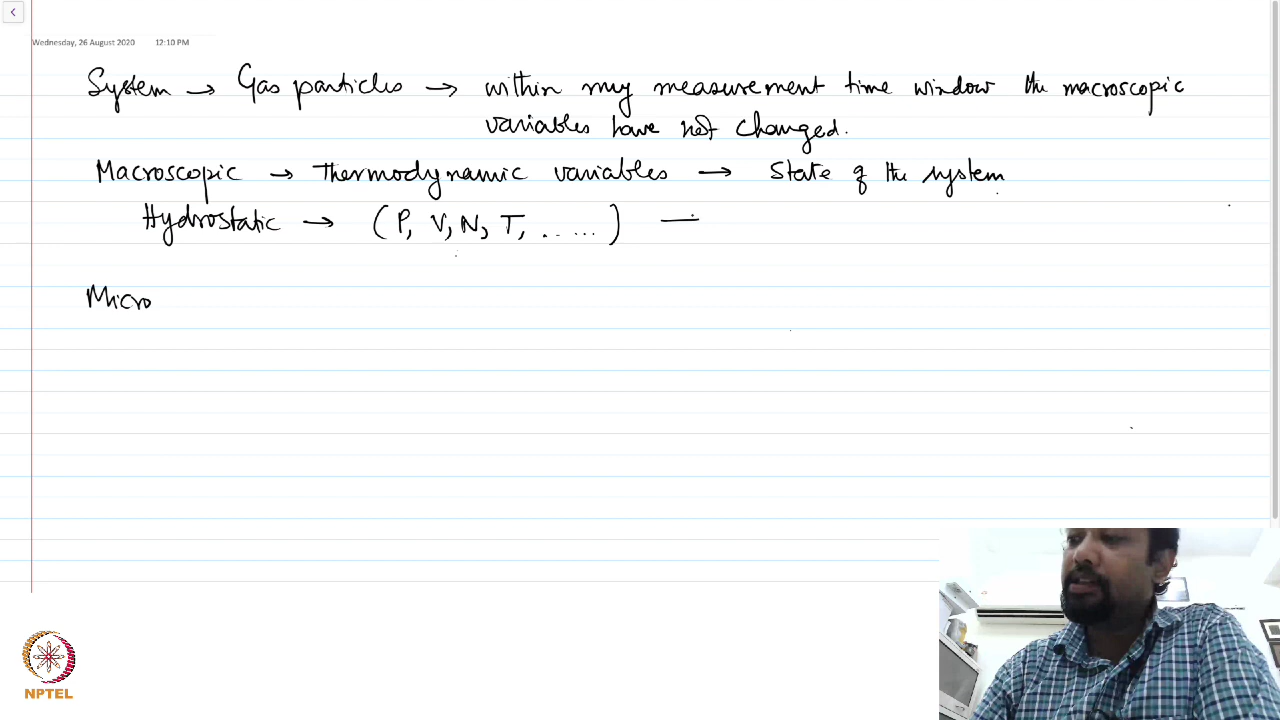 Wednesday, 26 August 2020 12:10 PM
System → Gas particles → within my measurement time window the macroscopic
variables have not changed.
Macroscopic → Thermodynamic variables → State of the system
Hydrostatic → (P, V, N, T, .. ...) —
Micro
NPTEL